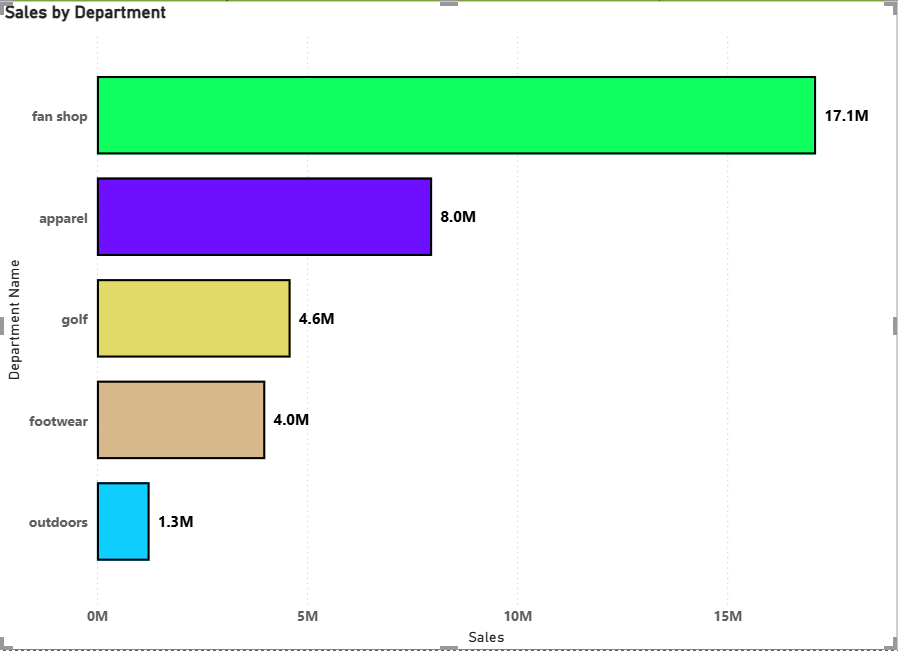 Sales by Department
fan shop 17.1M
apparel 8.0M
golf 4.6M
footwear 4.0M
outdoors 1.3M
Department Name
0M 5M 10M 15M
Sales